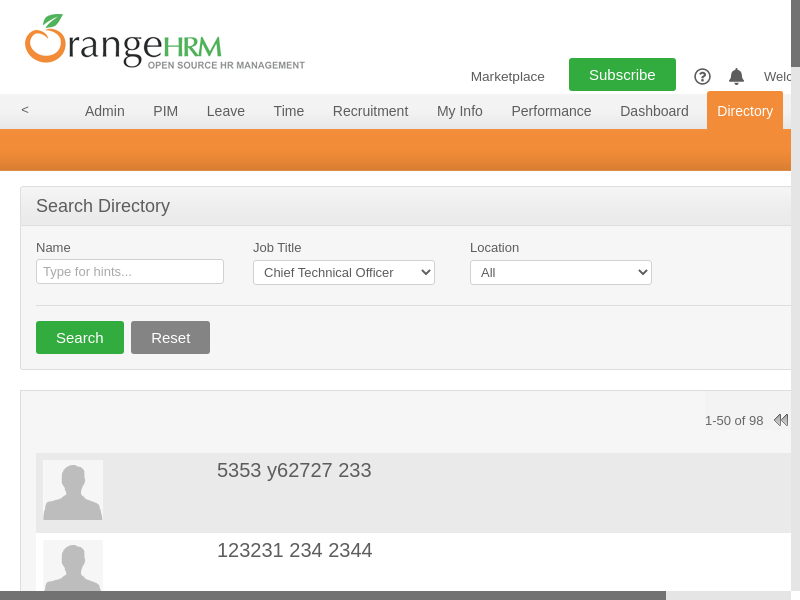 OrangeHRM
OPEN SOURCE HR MANAGEMENT
Marketplace
Subscribe
<
Admin
PIM
Leave
Time
Recruitment
My Info
Performance
Dashboard
Directory
Search Directory
Name
Job Title
Location
Type for hints...
Chief Technical Officer
All
Search
Reset
1-50 of 98
5353 y62727 233
123231 234 2344